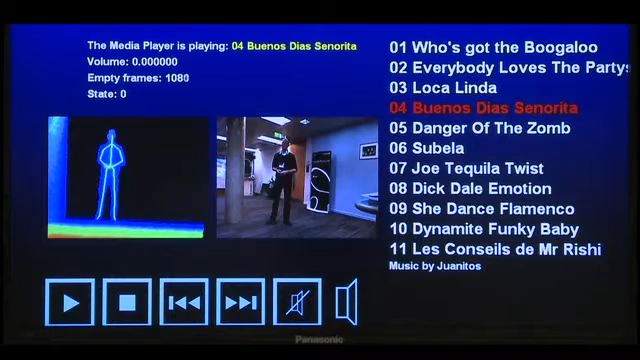 The Media Player is playing: 04 Buenos Dias Senorita
Volume: 0.000000
Empty frames: 1080
State: 0
01 Who's got the Boogaloo
02 Everybody Loves The Partys
03 Loca Linda
04 Buenos Dias Senorita
05 Danger Of The Zomb
06 Subela
07 Joe Tequila Twist
08 Dick Dale Emotion
09 She Dance Flamenco
10 Dynamite Funky Baby
11 Les Conseils de Mr Rishi
Music by Juanitos
Panasonic